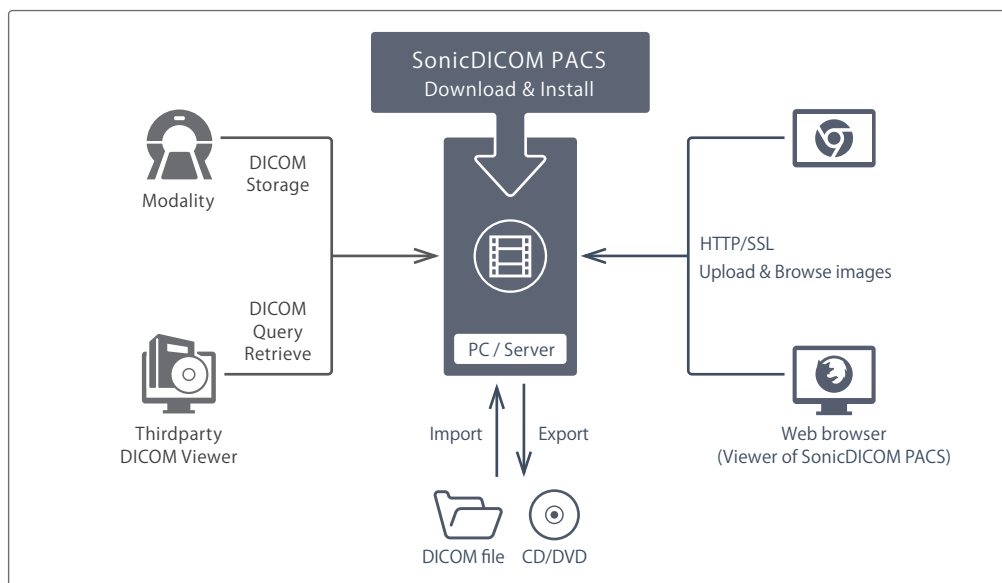 SonicDICOM PACS
Download & Install
DICOM
Storage
Modality
HTTP/SSL
Upload & Browse images
DICOM
Query
Retrieve
PC / Server
Thirdparty
DICOM Viewer
Import
Export
Web browser
(Viewer of SonicDICOM PACS)
DICOM file
CD/DVD